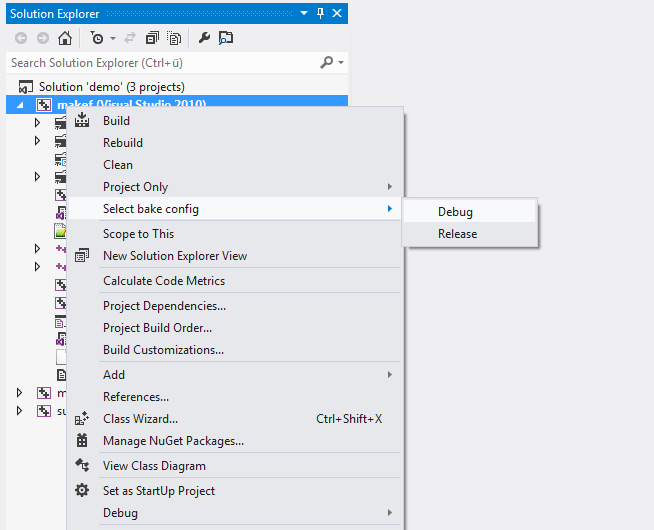 Solution Explorer
Search Solution Explorer (Ctrl+ü)
Solution 'demo' (3 projects)
makef (Visual Studio 2010)
Build
Rebuild
Clean
Project Only
Select bake config
Debug
Release
Scope to This
New Solution Explorer View
Calculate Code Metrics
Project Dependencies...
Project Build Order...
Build Customizations...
Add
References...
Class Wizard... Ctrl+Shift+X
Manage NuGet Packages...
View Class Diagram
Set as StartUp Project
Debug